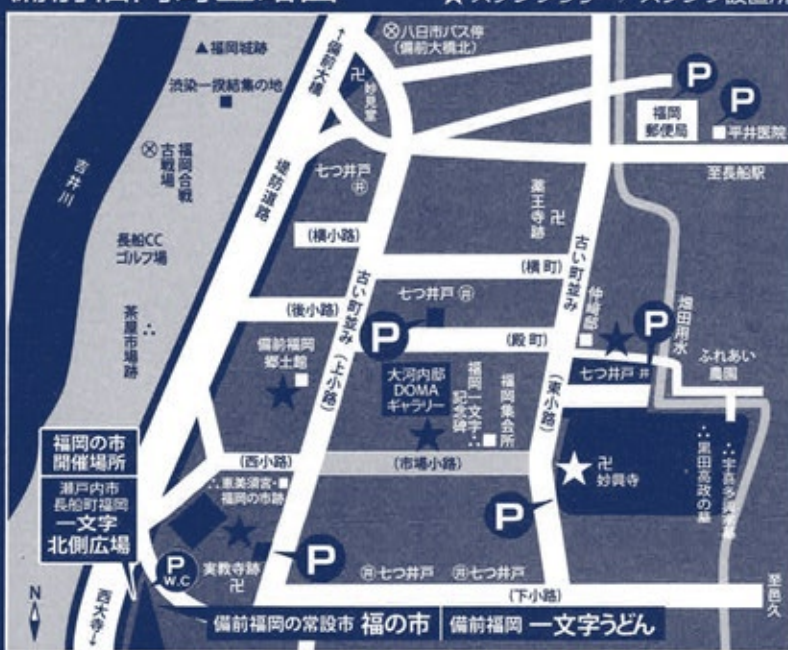 ↑備前大橋
八日市バス停
(備前大橋北)
▲福岡城跡
渋染一揆結集の地
妙見堂
卍
P
P
福岡
郵便局
平井医院
至長船駅
福岡合戦
古戦場
吉井川
堤防道路
七つ井戸
井
薬王寺跡
卍
長船CC
ゴルフ場
(横小路)
(横町)
古い町並み
古い町並み
(上小路)
七つ井戸 井
仲﨑邸
P
畑田用水
茶屋市場跡
(後小路)
P
(殿町)
ふれあい
農園
備前福岡
郷土館
大河内邸
DOMA
ギャラリー
福岡一文字
記念碑
福岡集会所
(東小路)
七つ井戸 井
福岡の市
開催場所
瀬戸内市
長船町福岡
一文字
北側広場
(西小路)
(市場小路)
恵美須宮・
福岡の市跡
卍
妙興寺
黒田高政の墓
P
P
W.C
実教寺跡
卍
P
井七つ井戸
井七つ井戸
至邑久
N
西大寺↓
(下小路)
備前福岡の常設市 福の市
備前福岡 一文字うどん